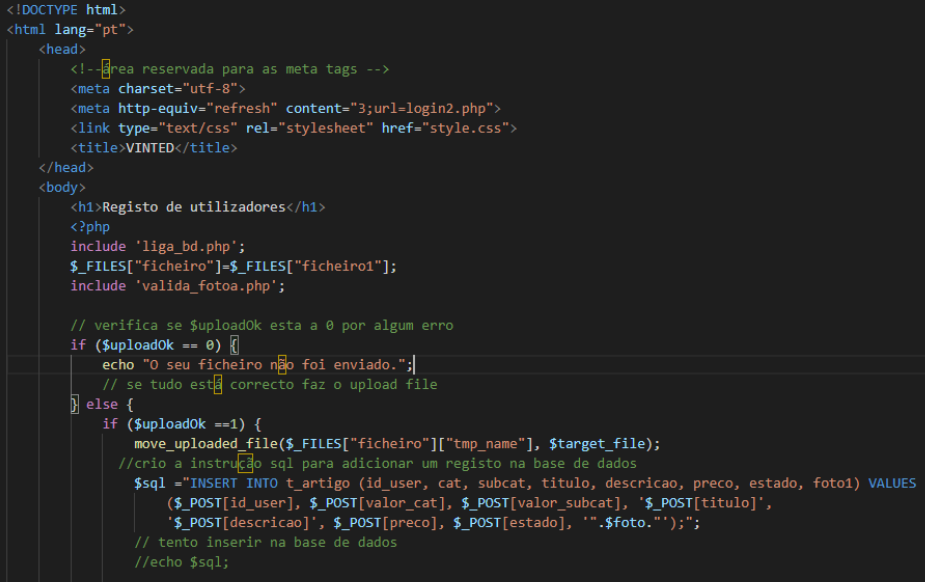 <!DOCTYPE html>
<html lang="pt">
<head>
<!--área reservada para as meta tags -->
<meta charset="utf-8">
<meta http-equiv="refresh" content="3;url=login2.php">
<link type="text/css" rel="stylesheet" href="style.css">
<title>VINTED</title>
</head>
<body>
<h1>Registo de utilizadores</h1>
<?php
include 'liga_bd.php';
$_FILES["ficheiro"]=$_FILES["ficheiro1"];
include 'valida_fotoa.php';
// verifica se $uploadOk esta a 0 por algum erro
if ($uploadOk == 0) {
echo "O seu ficheiro não foi enviado.";
// se tudo está correcto faz o upload file
} else {
if ($uploadOk ==1) {
move_uploaded_file($_FILES["ficheiro"]["tmp_name"], $target_file);
//crio a instrução sql para adicionar um registo na base de dados
$sql ="INSERT INTO t_artigo (id_user, cat, subcat, titulo, descricao, preco, estado, foto1) VALUES
($_POST[id_user], $_POST[valor_cat], $_POST[valor_subcat], '$_POST[titulo]',
'$_POST[descricao]', $_POST[preco], $_POST[estado], '".$foto."');";
// tento inserir na base de dados
//echo $sql;